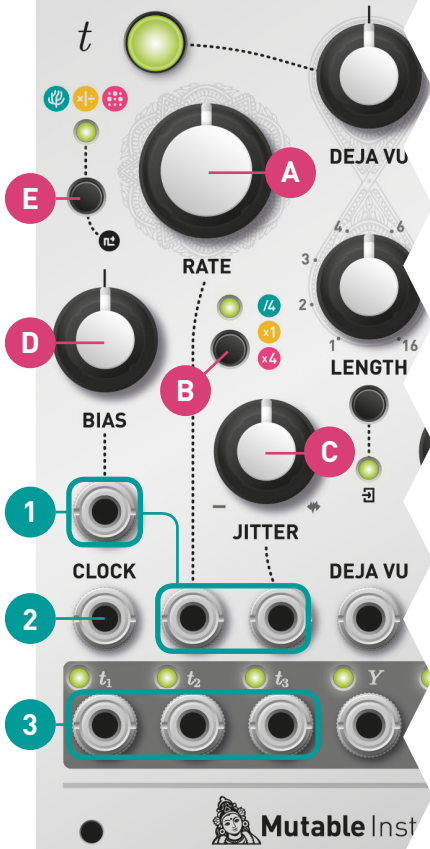 t
DEJA VU
E
A
RATE
4
6
3
2
1
16
/4
x1
x4
B
LENGTH
D
BIAS
C
JITTER
1
CLOCK
DEJA VU
2
t1
t2
t3
Y
3
Mutable Inst